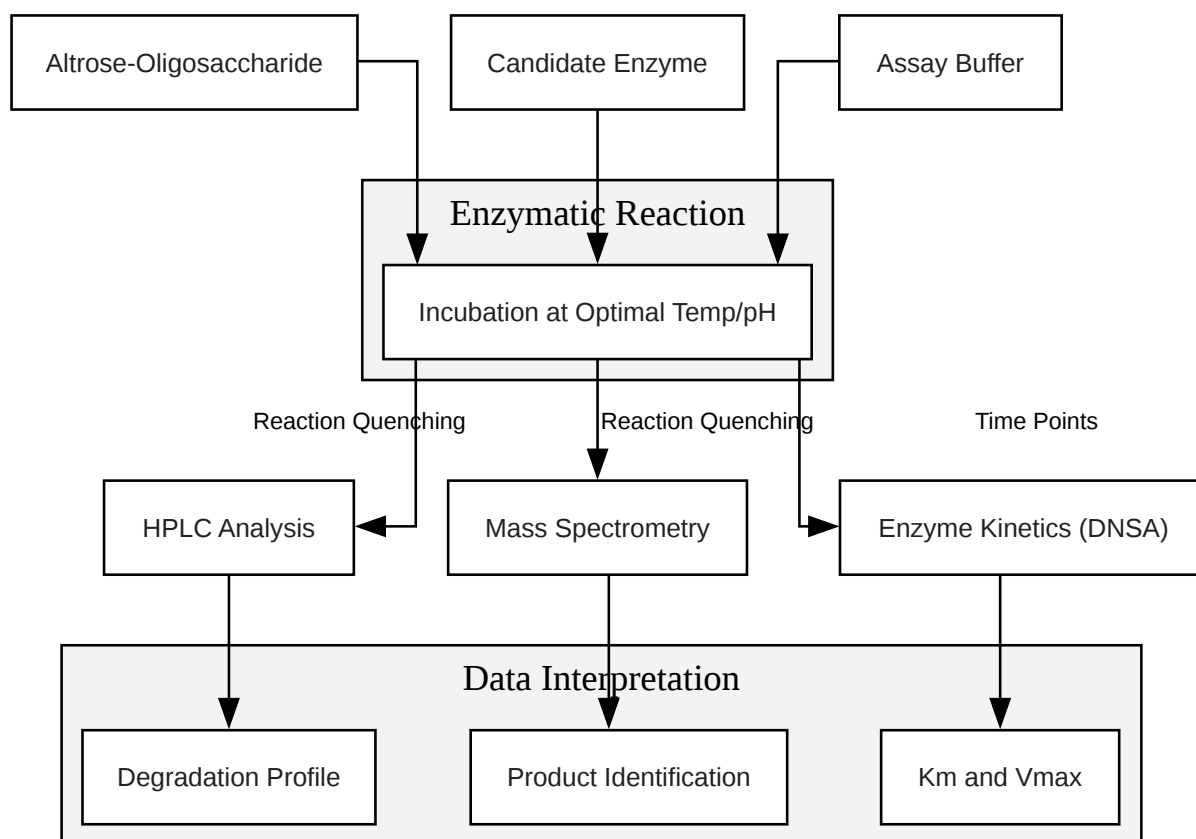 Altrose-Oligosaccharide
Candidate Enzyme
Assay Buffer
Enzymatic Reaction
Incubation at Optimal Temp/pH
Reaction Quenching
Reaction Quenching
Time Points
HPLC Analysis
Mass Spectrometry
Enzyme Kinetics (DNSA)
Data Interpretation
Degradation Profile
Product Identification
Km and Vmax